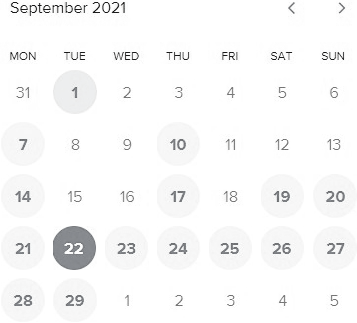 September 2021
MON TUE WED THU FRI SAT SUN
31 1 2 3 4 5 6
7 8 9 10 11 12 13
14 15 16 17 18 19 20
21 22 23 24 25 26 27
28 29 1 2 3 4 5